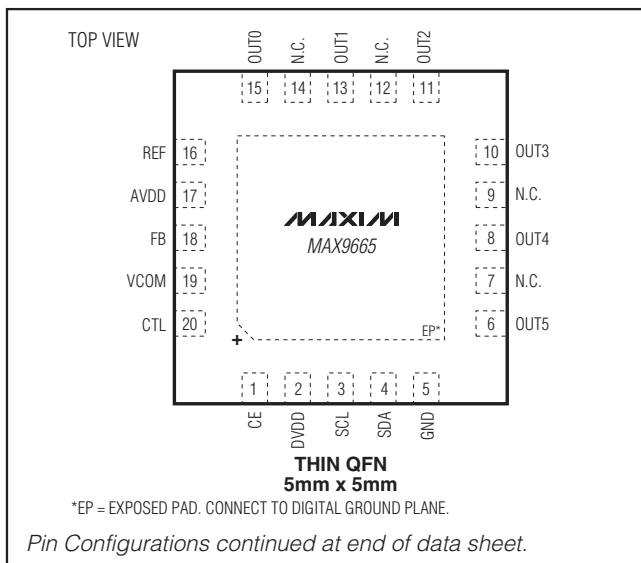 TOP VIEW
OUT0
N.C.
OUT1
N.C.
OUT2
15
14
13
12
11
REF 16
AVDD 17
FB 18
VCOM 19
CTL 20
10 OUT3
9 N.C.
8 OUT4
7 N.C.
6 OUT5
MAXIM
MAX9665
EP*
+
1
2
3
4
5
CE
DVDD
SCL
SDA
GND
THIN QFN
5mm x 5mm
*EP = EXPOSED PAD. CONNECT TO DIGITAL GROUND PLANE.
Pin Configurations continued at end of data sheet.